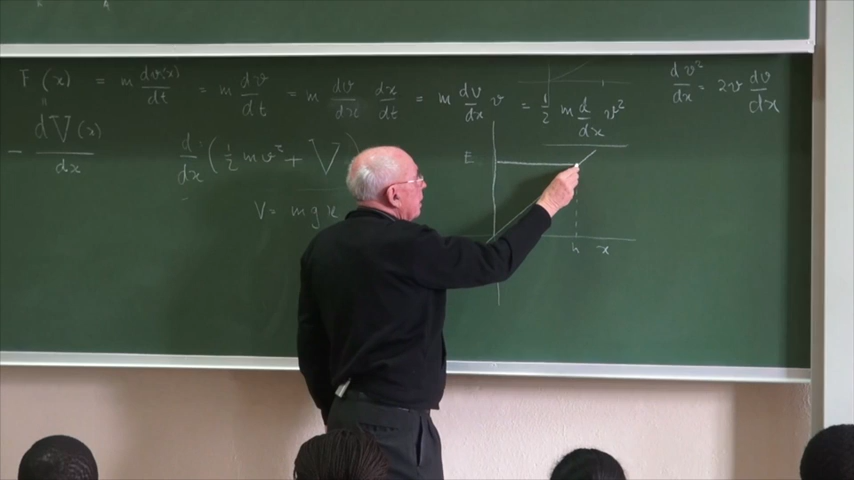 F(x) = m dv(x)/dt = m dv/dt = m dv/dx dx/dt = m dv/dx v = 1/2 m d/dx v²
dv²/dx = 2v dv/dx
"
- dV(x)/dx
d/dx (1/2 mv² + V)
V = mgx
E
h x